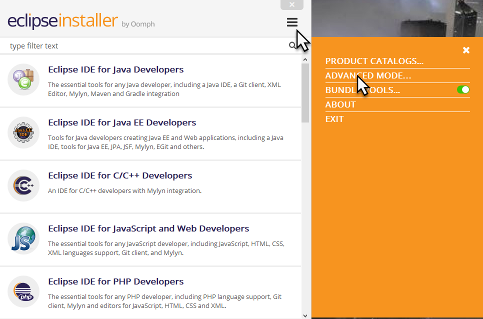 eclipseinstaller by Oomph
type filter text
Eclipse IDE for Java Developers
The essential tools for any Java developer, including a Java IDE, a Git client, XML
Editor, Mylyn, Maven and Gradle integration
Eclipse IDE for Java EE Developers
Tools for Java developers creating Java EE and Web applications, including a Java
IDE, tools for Java EE, JPA, JSF, Mylyn, EGit and others.
Eclipse IDE for C/C++ Developers
An IDE for C/C++ developers with Mylyn integration.
JS
Eclipse IDE for JavaScript and Web Developers
The essential tools for any JavaScript developer, including JavaScript, HTML, CSS,
XML languages support, Git client, and Mylyn.
php
Eclipse IDE for PHP Developers
The essential tools for any PHP developer, including PHP language support, Git
client, Mylyn and editors for JavaScript, HTML, CSS and XML.
PRODUCT CATALOGS...
ADVANCED MODE...
ABOUT
EXIT